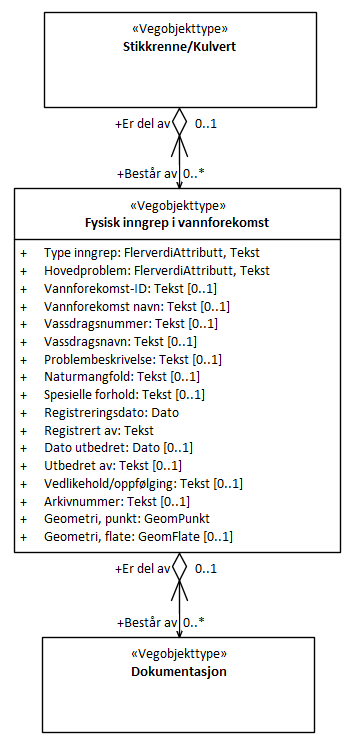 «Vegobjekttype»
Stikkrenne/Kulvert
+Er del av 0..1
+Består av 0..*
«Vegobjekttype»
Fysisk inngrep i vannforekomst
+ Type inngrep: FlerverdiAttributt, Tekst
+ Hovedproblem: FlerverdiAttributt, Tekst
+ Vannforekomst-ID: Tekst [0..1]
+ Vannforekomst navn: Tekst [0..1]
+ Vassdragsnummer: Tekst [0..1]
+ Vassdragsnavn: Tekst [0..1]
+ Problembeskrivelse: Tekst [0..1]
+ Naturmangfold: Tekst [0..1]
+ Spesielle forhold: Tekst [0..1]
+ Registreringsdato: Dato
+ Registrert av: Tekst
+ Dato utbedret: Dato [0..1]
+ Utbedret av: Tekst [0..1]
+ Vedlikehold/oppfølging: Tekst [0..1]
+ Arkivnummer: Tekst [0..1]
+ Geometri, punkt: GeomPunkt
+ Geometri, flate: GeomFlate [0..1]
+Er del av 0..1
+Består av 0..*
«Vegobjekttype»
Dokumentasjon